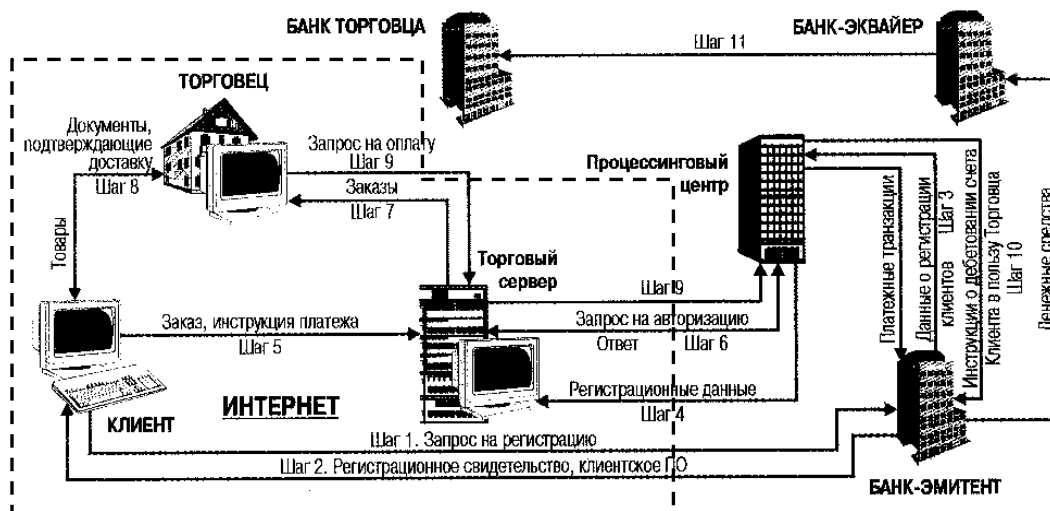 БАНК ТОРГОВЦА
БАНК-ЭКВАЙЕР
Шаг 11
ТОРГОВЕЦ
Документы,
подтверждающие
доставку
Шаг 8
Запрос на оплату
Шаг 9
Заказы
Шаг 7
Процессинговый
центр
Товары
Торговый
сервер
Шаг 9
Запрос на авторизацию
Ответ
Шаг 6
Платежные транзакции
Данные о регистрации
клиентов
Шаг 3
Инструкции о дебетовании счета
Клиента в пользу Торговца
Шаг 10
Денежные средства
Заказ, инструкция платежа
Шаг 5
Регистрационные данные
Шаг 4
ИНТЕРНЕТ
КЛИЕНТ
Шаг 1. Запрос на регистрацию
Шаг 2. Регистрационное свидетельство, клиентское ПО
БАНК-ЭМИТЕНТ